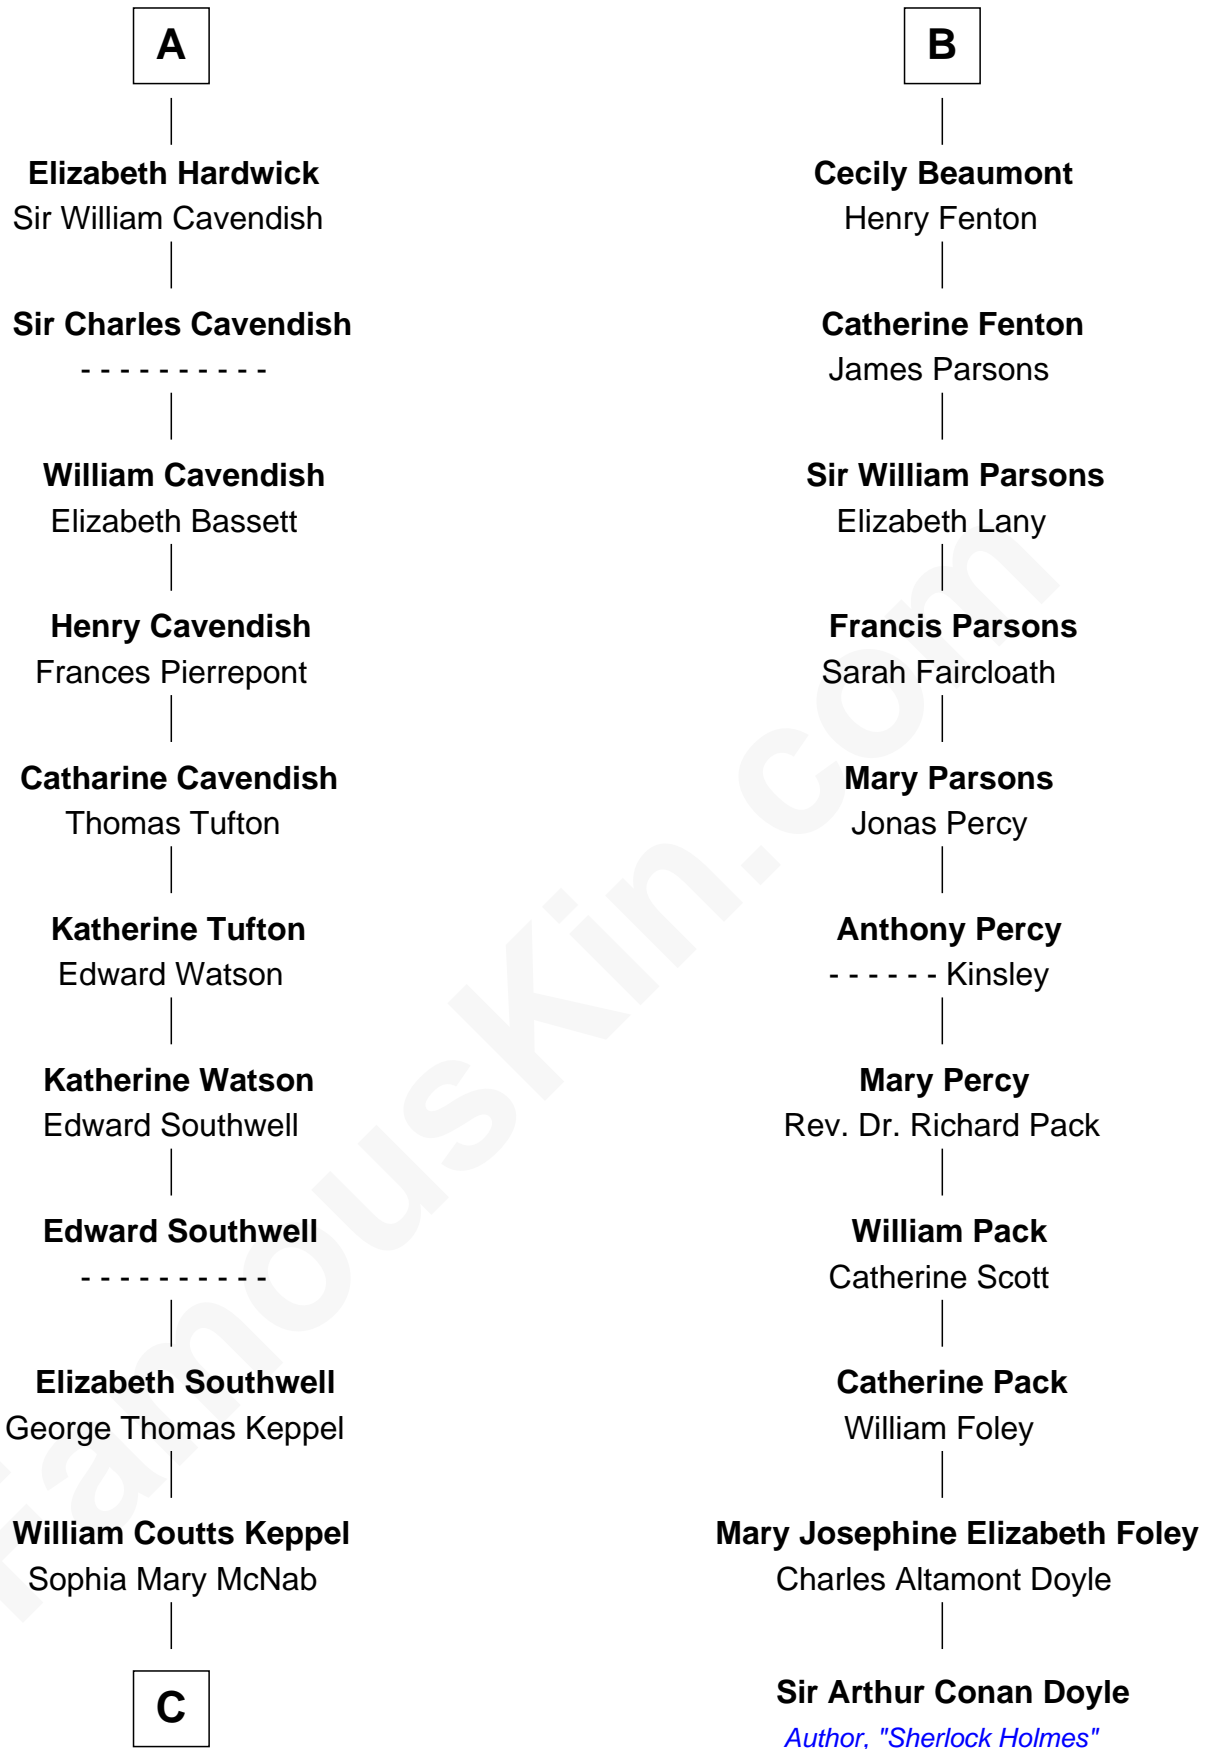 A
Elizabeth Hardwick
Sir William Cavendish
Sir Charles Cavendish
- - - - - - - - - -
William Cavendish
Elizabeth Bassett
Henry Cavendish
Frances Pierrepont
Catharine Cavendish
Thomas Tufton
Katherine Tufton
Edward Watson
Katherine Watson
Edward Southwell
Edward Southwell
- - - - - - - - - -
Elizabeth Southwell
George Thomas Keppel
William Coutts Keppel
Sophia Mary McNab
C
B
Cecily Beaumont
Henry Fenton
Catherine Fenton
James Parsons
Sir William Parsons
Elizabeth Lany
Francis Parsons
Sarah Faircloath
Mary Parsons
Jonas Percy
Anthony Percy
- - - - - - Kinsley
Mary Percy
Rev. Dr. Richard Pack
William Pack
Catherine Scott
Catherine Pack
William Foley
Mary Josephine Elizabeth Foley
Charles Altamont Doyle
Sir Arthur Conan Doyle
Author, "Sherlock Holmes"
FamousKin.com